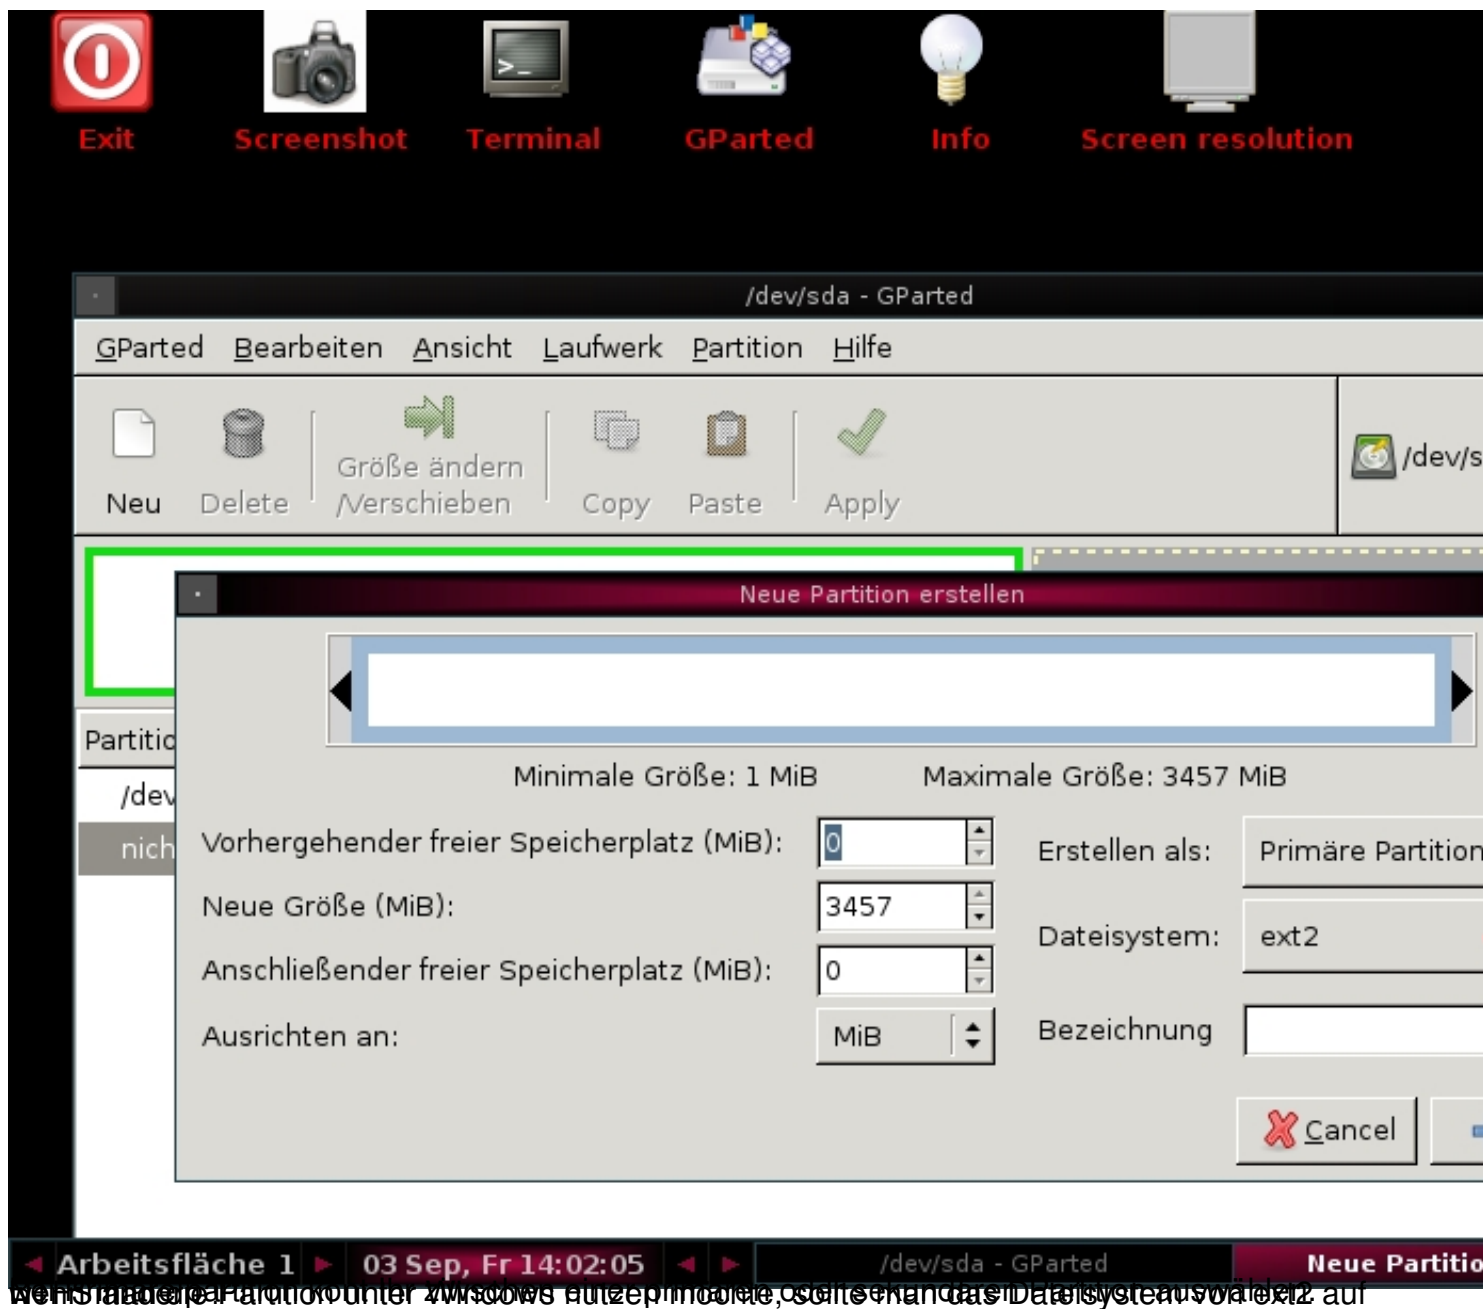 Exit Screenshot Terminal GParted Info Screen resolution
/dev/sda - GParted
GParted Bearbeiten Ansicht Laufwerk Partition Hilfe
Neu Delete Größe ändern
/Verschieben Copy Paste Apply
/dev/s
Neue Partition erstellen
Minimale Größe: 1 MiB Maximale Größe: 3457 MiB
Partitio
/dev
nich
Vorhergehender freier Speicherplatz (MiB): 0
Erstellen als: Primäre Partition
Neue Größe (MiB): 3457
Dateisystem: ext2
Anschließender freier Speicherplatz (MiB): 0
Ausrichten an: MiB
Bezeichnung
Cancel
Arbeitsfläche 1 03 Sep, Fr 14:02:05 /dev/sda - GParted Neue Partitio